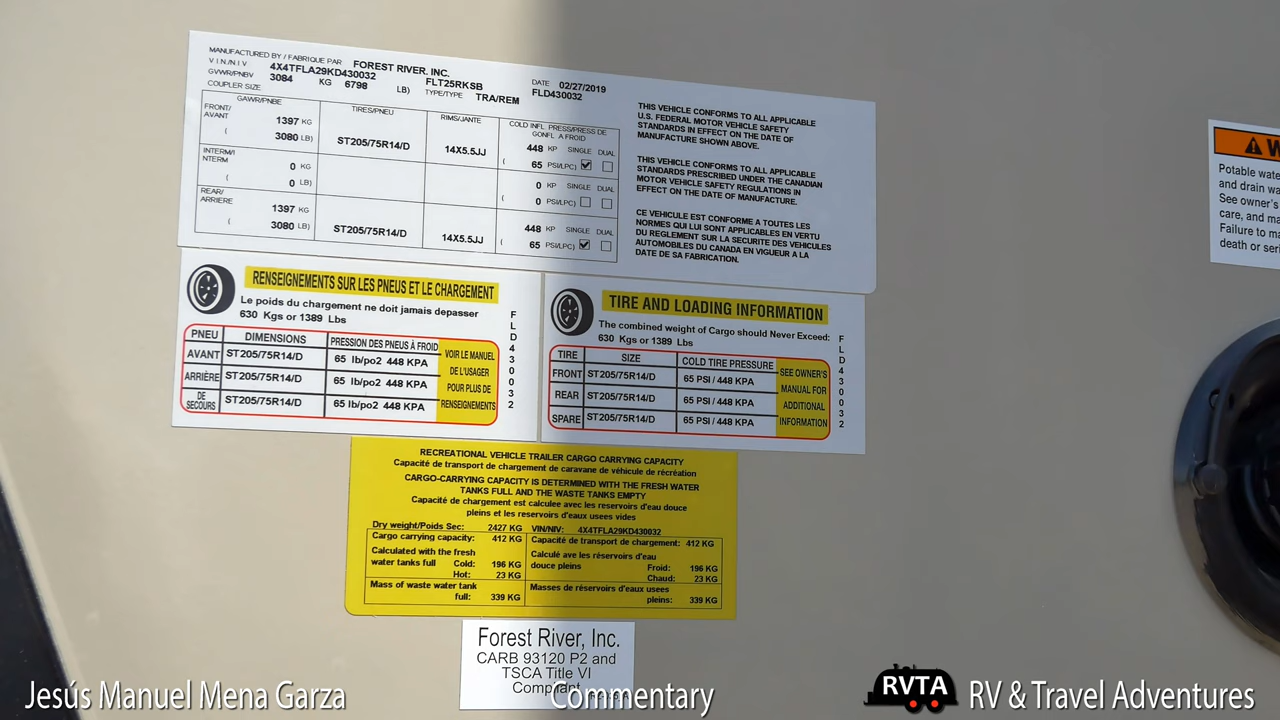 MANUFACTURED BY / FABRIQUE PAR FOREST RIVER, INC. DATE 02/27/2019
V I N./N I V 4X4TFLA29KD430032 FLT25RKSB FLD430032
GVWR/PNBV 3084 KG 6798 LB) TYPE/TYPE TRA/REM
COUPLER SIZE
GAWR/PNBE TIRES/PNEU RIMS/JANTE COLD INFL. PRESS/PRESS DE
GONFL. A FROID
FRONT/ AVANT 1397 KG ST205/75R14/D 14X5.5JJ 448 KP SINGLE DUAL
( 3080 LB) ( 65 PSI/LPC)
INTERM/I NTERM 0 KG 0 KP SINGLE DUAL
( 0 LB) ( 0 PSI/LPC)
REAR/ ARRIERE 1397 KG ST205/75R14/D 14X5.5JJ 448 KP SINGLE DUAL
( 3080 LB) 65 PSI/LPC)
THIS VEHICLE CONFORMS TO ALL APPLICABLE
U.S. FEDERAL MOTOR VEHICLE SAFETY
STANDARDS IN EFFECT ON THE DATE OF
MANUFACTURE SHOWN ABOVE.
THIS VEHICLE CONFORMS TO ALL APPLICABLE
STANDARDS PRESCRIBED UNDER THE CANADIAN
MOTOR VEHICLE SAFETY REGULATIONS IN
EFFECT ON THE DATE OF MANUFACTURE.
CE VEHICULE EST CONFORME A TOUTES LES
NORMES QUI LUI SONT APPLICABLES EN VERTU
DU REGLEMENT SUR LA SECURITE DES VEHICULES
AUTOMOBILES DU CANADA EN VIGUEUR A LA
DATE DE SA FABRICATION.
RENSEIGNEMENTS SUR LES PNEUS ET LE CHARGEMENT
Le poids du chargement ne doit jamais depasser
630 Kgs or 1389 Lbs
PNEU DIMENSIONS PRESSION DES PNEUS À FROID
AVANT ST205/75R14/D 65 lb/po2 448 KPA
ARRIÈRE ST205/75R14/D 65 lb/po2 448 KPA
DE SECOURS ST205/75R14/D 65 lb/po2 448 KPA
VOIR LE MANUEL
DE L'USAGER
POUR PLUS DE
RENSEIGNEMENTS
FLD430032
TIRE AND LOADING INFORMATION
The combined weight of Cargo should Never Exceed:
630 Kgs or 1389 Lbs
TIRE SIZE COLD TIRE PRESSURE
FRONT ST205/75R14/D 65 PSI / 448 KPA
REAR ST205/75R14/D 65 PSI / 448 KPA
SPARE ST205/75R14/D 65 PSI / 448 KPA
SEE OWNER'S
MANUAL FOR
ADDITIONAL
INFORMATION
FLD430032
RECREATIONAL VEHICLE TRAILER CARGO CARRYING CAPACITY
Capacité de transport de chargement de caravane de véhicule de récréation
CARGO-CARRYING CAPACITY IS DETERMINED WITH THE FRESH WATER
TANKS FULL AND THE WASTE TANKS EMPTY
Capacité de chargement est calculee avec les reservoirs d'eau douce
pleins et les reservoirs d'eaux usees vides
Dry weight/Poids Sec: 2427 KG VIN/NIV: 4X4TFLA29KD430032
Cargo carrying capacity: 412 KG Capacité de transport de chargement: 412 KG
Calculated with the fresh
water tanks full Cold: 196 KG
Hot: 23 KG
Calculé ave les réservoirs d'eau
douce pleins Froid: 196 KG
Chaud: 23 KG
Mass of waste water tank
full: 339 KG
Masses de réservoirs d'eaux usees
pleins: 339 KG
Forest River, Inc.
CARB 93120 P2 and
TSCA Title VI
Compliant
Potable wate
and drain wa
See owner's
care, and ma
Failure to ma
death or seri
Jesús Manuel Mena Garza
Commentary
RVTA
RV & Travel Adventures